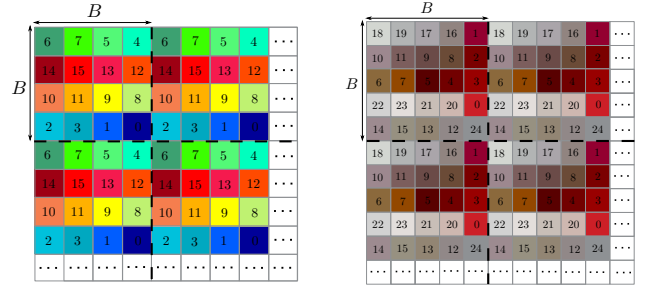 B
B
6 7 5 4 6 7 5 4 ...
14 15 13 12 14 15 13 12 ...
10 11 9 8 10 11 9 8 ...
2 3 1 0 2 3 1 0 ...
6 7 5 4 6 7 5 4 ...
14 15 13 12 14 15 13 12 ...
10 11 9 8 10 11 9 8 ...
2 3 1 0 2 3 1 0 ...
... ... ... ... ... ... ... ... ...
B
B
18 19 17 16 1 18 19 17 16 1 ...
10 11 9 8 2 10 11 9 8 2 ...
6 7 5 4 3 6 7 5 4 3 ...
22 23 21 20 0 22 23 21 20 0 ...
14 15 13 12 24 14 15 13 12 24 ...
18 19 17 16 1 18 19 17 16 1 ...
10 11 9 8 2 10 11 9 8 2 ...
6 7 5 4 3 6 7 5 4 3 ...
22 23 21 20 0 22 23 21 20 0 ...
14 15 13 12 24 14 15 13 12 24 ...
... ... ... ... ... ... ... ... ... ... ...